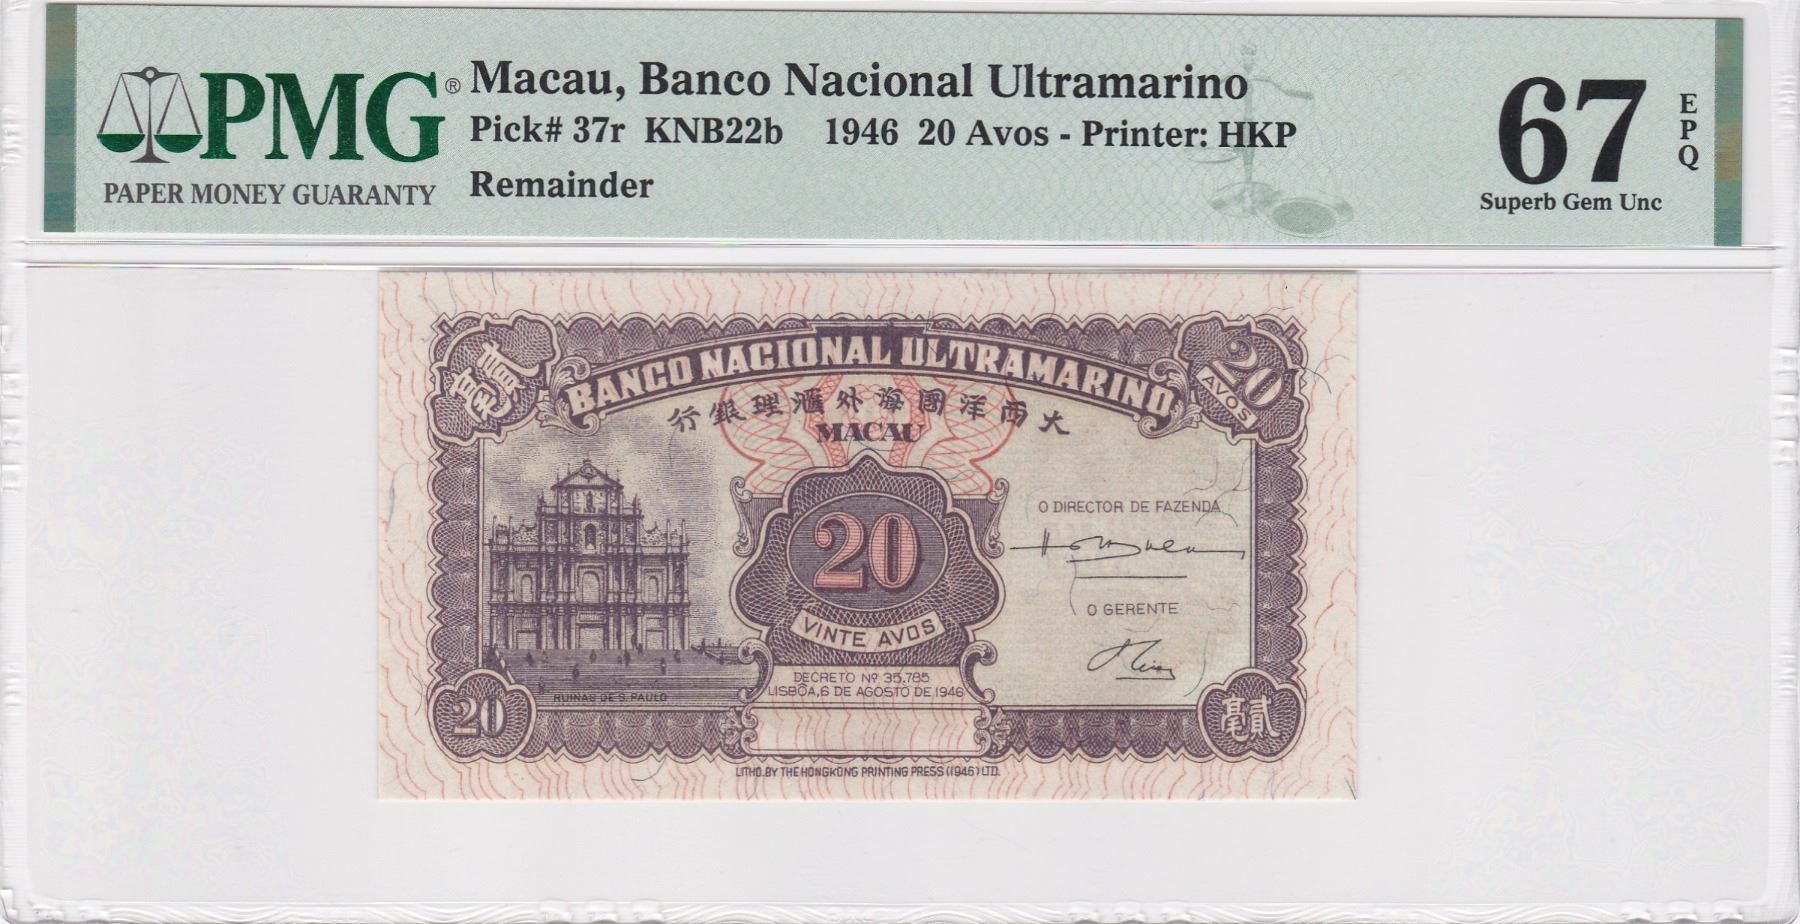 PMG®
PAPER MONEY GUARANTY
Macau, Banco Nacional Ultramarino
Pick# 37r KNB22b 1946 20 Avos - Printer: HKP
Remainder
67
EPQ
Superb Gem Unc
貳毫
BANCO NACIONAL ULTRAMARINO
20
AVOS
行銀理滙外海國洋西大
MACAU
O DIRECTOR DE FAZENDA
20
VINTE AVOS
O GERENTE
DECRETO Nº 35.785
LISBÔA, 6 DE AGOSTO DE 1946
RUINAS DE S. PAULO
20
貳毫
LITHO. BY THE HONGKONG PRINTING PRESS (1946) LTD.